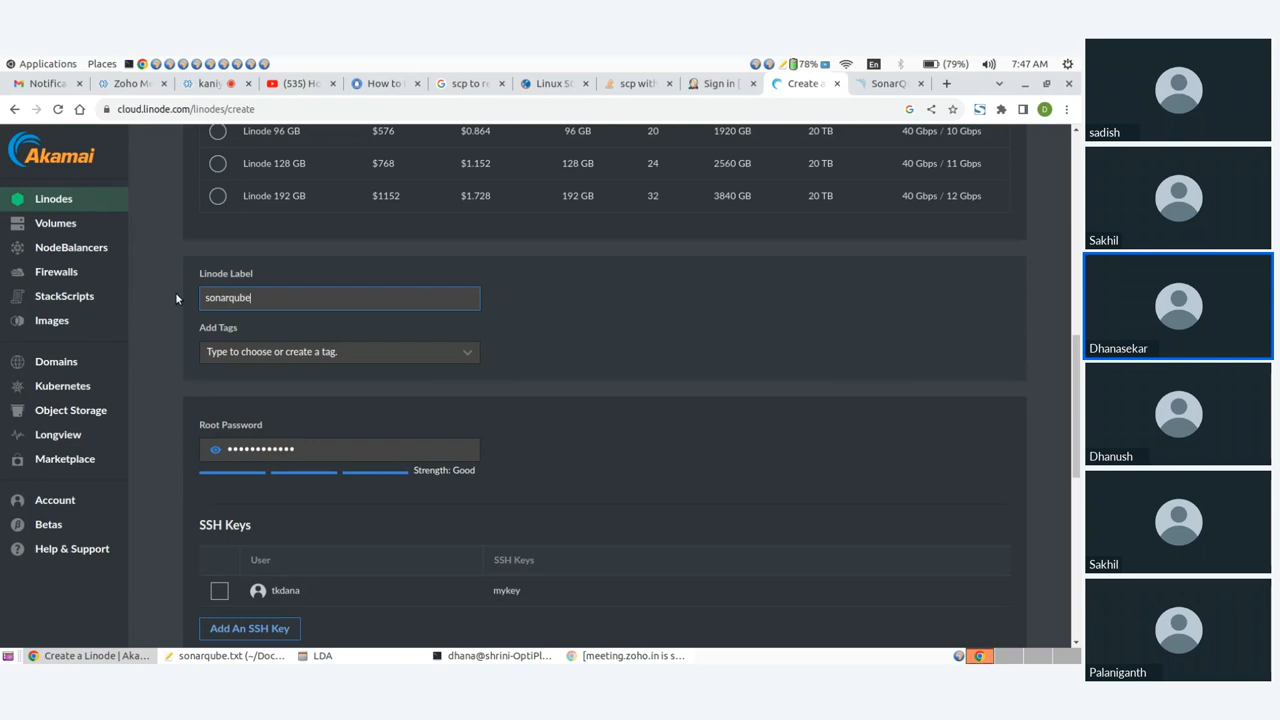 Applications Places 78% (79%) 7:47 AM
Notifica Zoho M kaniy (535) H How to scp to re Linux SC scp with Sign in Create a SonarQ
cloud.linode.com/linodes/create
Akamai
Linodes
Volumes
NodeBalancers
Firewalls
StackScripts
Images
Domains
Kubernetes
Object Storage
Longview
Marketplace
Account
Betas
Help & Support
Linode 96 GB $576 $0.864 96 GB 20 1920 GB 20 TB 40 Gbps / 10 Gbps
Linode 128 GB $768 $1.152 128 GB 24 2560 GB 20 TB 40 Gbps / 11 Gbps
Linode 192 GB $1152 $1.728 192 GB 32 3840 GB 20 TB 40 Gbps / 12 Gbps
Linode Label
sonarqube
Add Tags
Type to choose or create a tag.
Root Password
••••••••••••
Strength: Good
SSH Keys
User SSH Keys
tkdana mykey
Add An SSH Key
Create a Linode | Aka... sonarqube.txt (~/Doc... LDA dhana@shrini-OptiPl... [meeting.zoho.in is s...
sadish
Sakhil
Dhanasekar
Dhanush
Sakhil
Palaniganth